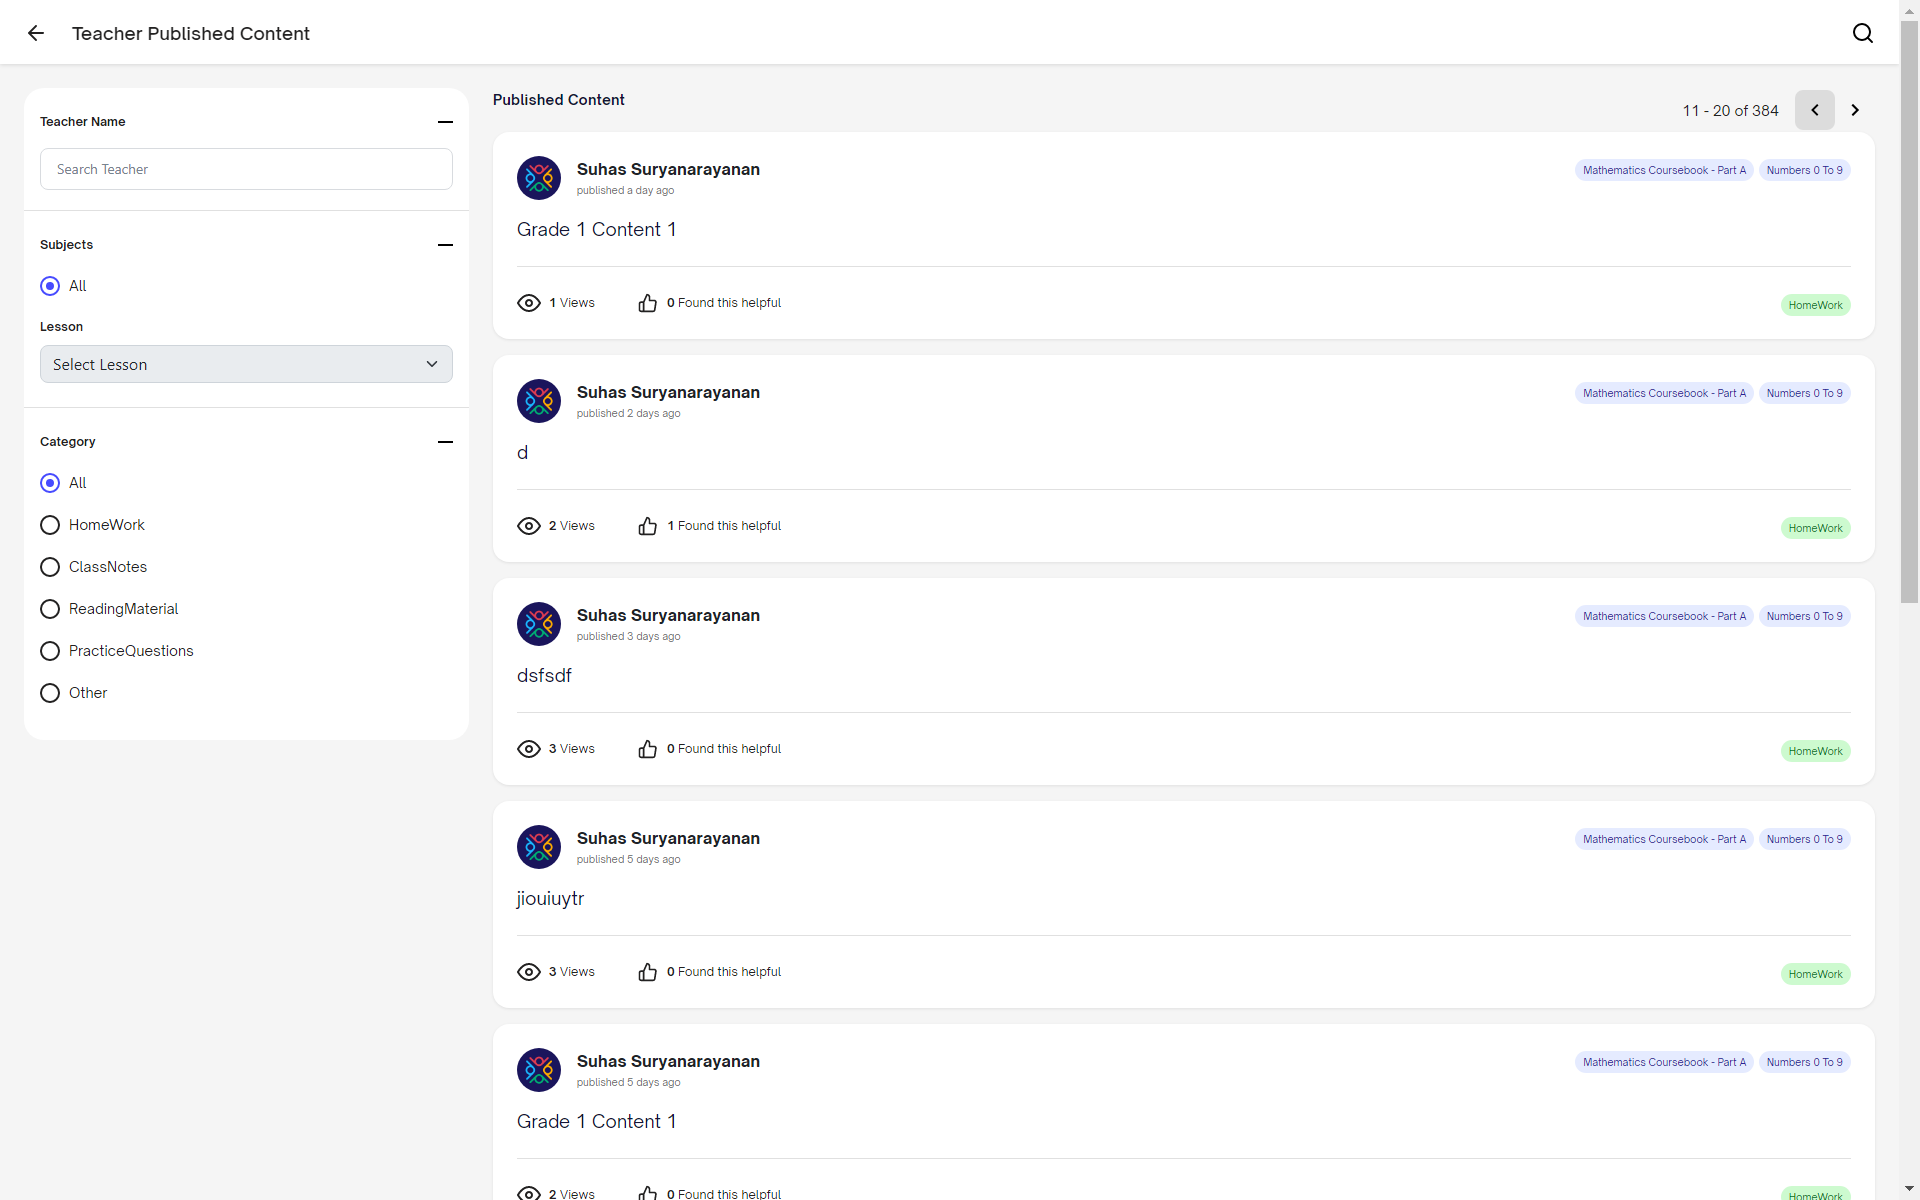 Teacher Published Content
Teacher Name
Search Teacher
Subjects
All
Lesson
Select Lesson
Category
All
HomeWork
ClassNotes
ReadingMaterial
PracticeQuestions
Other
Published Content
11 - 20 of 384
Suhas Suryanarayanan
published a day ago
Mathematics Coursebook - Part A
Numbers 0 To 9
Grade 1 Content 1
1 Views
0 Found this helpful
HomeWork
Suhas Suryanarayanan
published 2 days ago
Mathematics Coursebook - Part A
Numbers 0 To 9
d
2 Views
1 Found this helpful
HomeWork
Suhas Suryanarayanan
published 3 days ago
Mathematics Coursebook - Part A
Numbers 0 To 9
dsfsdf
3 Views
0 Found this helpful
HomeWork
Suhas Suryanarayanan
published 5 days ago
Mathematics Coursebook - Part A
Numbers 0 To 9
jiouiuytr
3 Views
0 Found this helpful
HomeWork
Suhas Suryanarayanan
published 5 days ago
Mathematics Coursebook - Part A
Numbers 0 To 9
Grade 1 Content 1
2 Views
0 Found this helpful
HomeWork